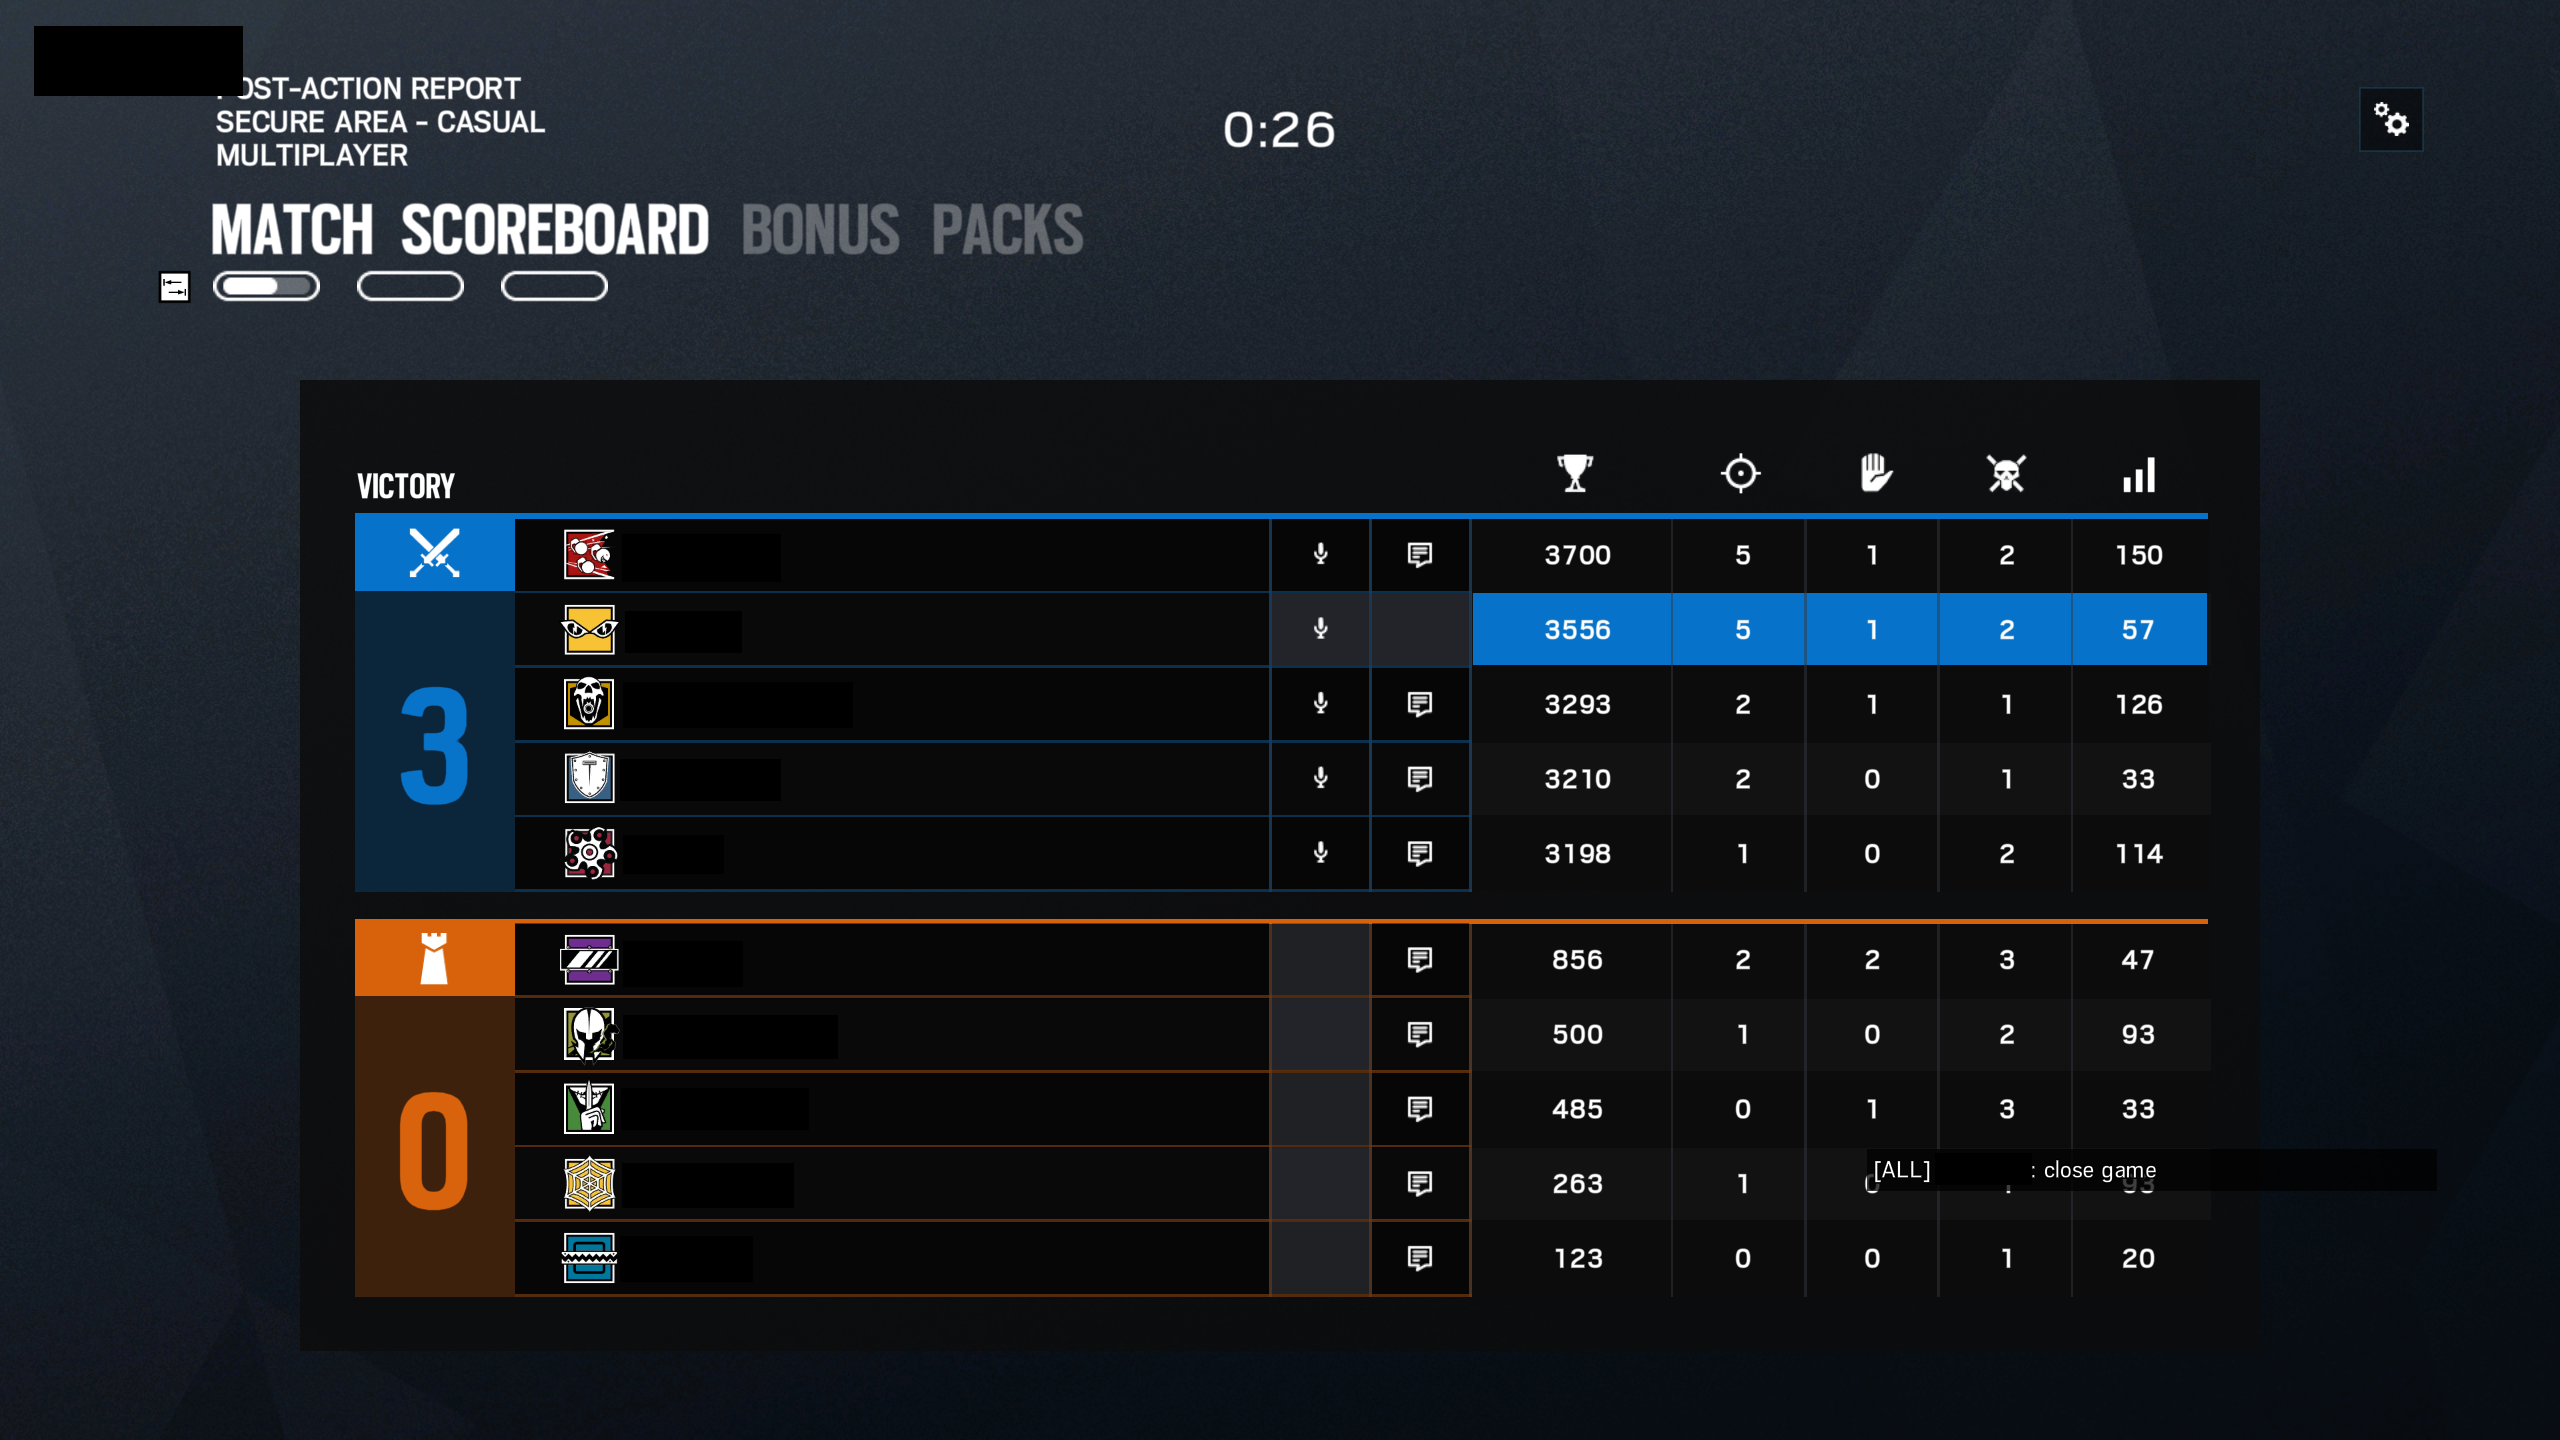 OST-ACTION REPORT
SECURE AREA - CASUAL
MULTIPLAYER
0:26
MATCH SCOREBOARD BONUS PACKS
VICTORY
3700 5 1 2 150
3556 5 1 2 57
3
3293 2 1 1 126
3210 2 0 1 33
3198 1 0 2 114
856 2 2 3 47
500 1 0 2 93
0
485 0 1 3 33
[ALL] : close game
263 1 0 1 93
123 0 0 1 20